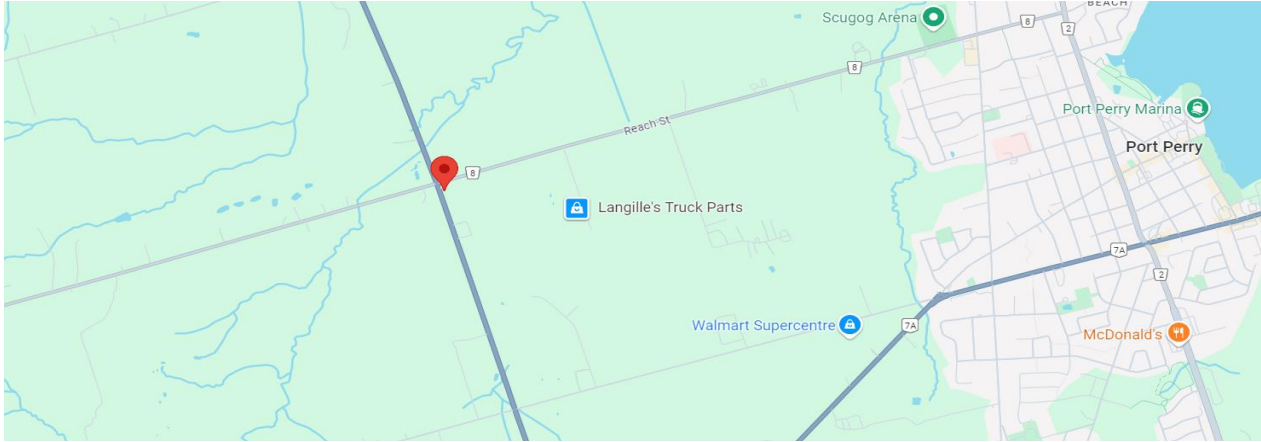 BEACH
Scugog Arena
8
2
8
Port Perry Marina
Reach St
Port Perry
8
Langille's Truck Parts
7A
2
Walmart Supercentre
7A
McDonald's